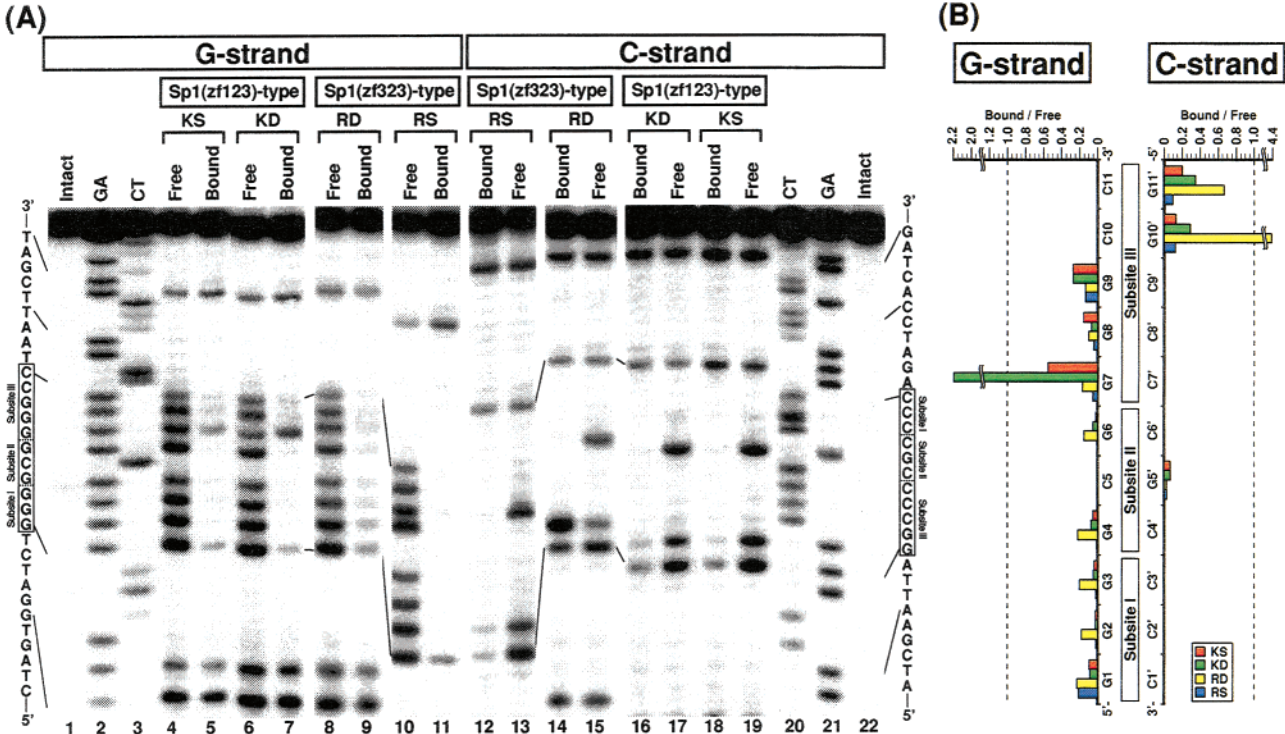 (A)
G-strand
C-strand
Sp1(zf123)-type
Sp1(zf323)-type
Sp1(zf323)-type
Sp1(zf123)-type
KS
KD
RD
RS
RS
RD
KD
KS
Intact
GA
CT
Free
Bound
Free
Bound
Free
Bound
Free
Bound
Bound
Free
Bound
Free
Bound
Free
Bound
Free
CT
GA
Intact
3'
TAGCTTAATCCGGGGCGGGGTCTAGGTGATC
5'
Subsite III
Subsite II
Subsite I
3'
GATCACCTAGACCCCGCCCCGGATTAAGCTA
5'
Subsite I
Subsite II
Subsite III
1 2 3 4 5 6 7 8 9 10 11 12 13 14 15 16 17 18 19 20 21 22
(B)
G-strand
C-strand
Bound / Free
Bound / Free
2.2 1.2 1.0 0.8 0.6 0.4 0.2 0
0 0.2 0.4 0.6 1.0 4.4
-3'
-5'
C11
C10
G9
G8
G7
G6
C5
G4
G3
G2
G1
5'-
Subsite III
Subsite II
Subsite I
G11'
G10'
C9'
C8'
C7'
C6'
G5'
C4'
C3'
C2'
C1'
3'-
KS
KD
RD
RS